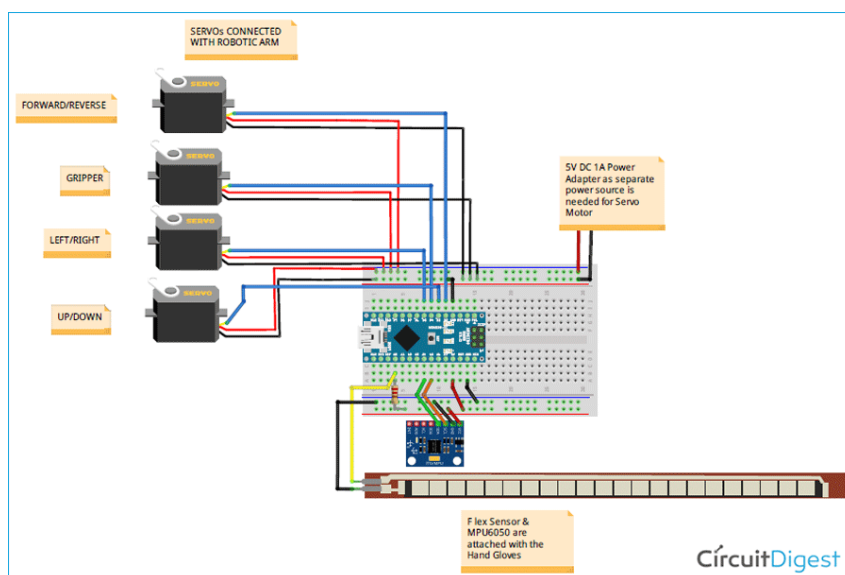 SERVOs CONNECTED
WITH ROBOTIC ARM
SERVO
FORWARD/REVERSE
SERVO
GRIPPER
SERVO
LEFT/RIGHT
SERVO
UP/DOWN
5V DC 1A Power
Adapter as separate
power source is
needed for Servo
Motor
Flex Sensor &
MPU6050 are
attached with the
Hand Gloves
CircuitDigest